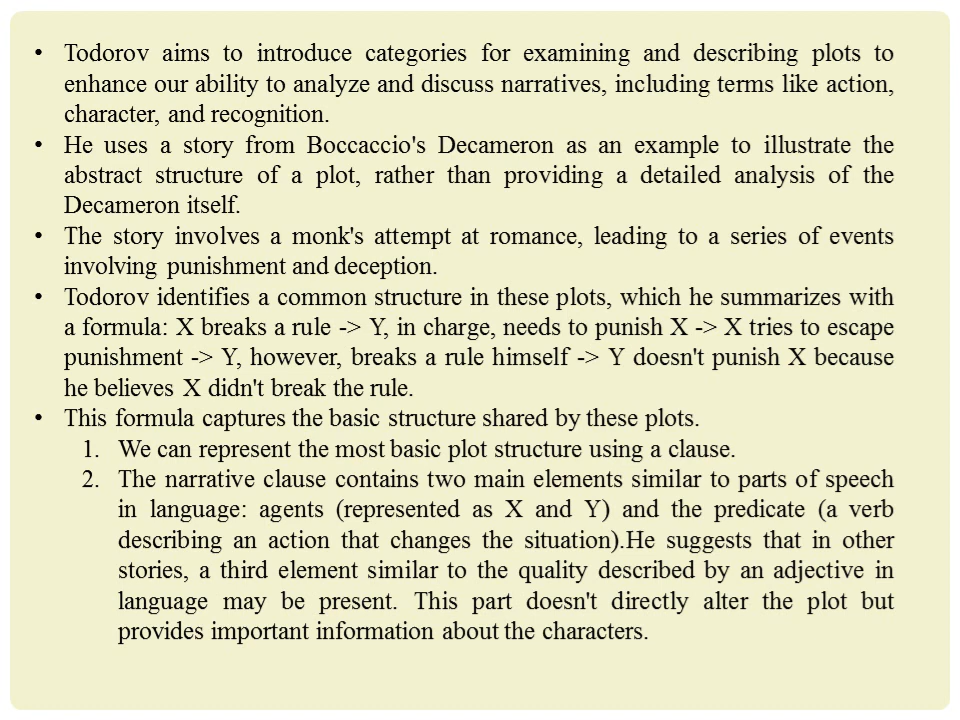 • Todorov aims to introduce categories for examining and describing plots to
enhance our ability to analyze and discuss narratives, including terms like action,
character, and recognition.
• He uses a story from Boccaccio's Decameron as an example to illustrate the
abstract structure of a plot, rather than providing a detailed analysis of the
Decameron itself.
• The story involves a monk's attempt at romance, leading to a series of events
involving punishment and deception.
• Todorov identifies a common structure in these plots, which he summarizes with
a formula: X breaks a rule -> Y, in charge, needs to punish X -> X tries to escape
punishment -> Y, however, breaks a rule himself -> Y doesn't punish X because
he believes X didn't break the rule.
• This formula captures the basic structure shared by these plots.
1. We can represent the most basic plot structure using a clause.
2. The narrative clause contains two main elements similar to parts of speech
in language: agents (represented as X and Y) and the predicate (a verb
describing an action that changes the situation).He suggests that in other
stories, a third element similar to the quality described by an adjective in
language may be present. This part doesn't directly alter the plot but
provides important information about the characters.